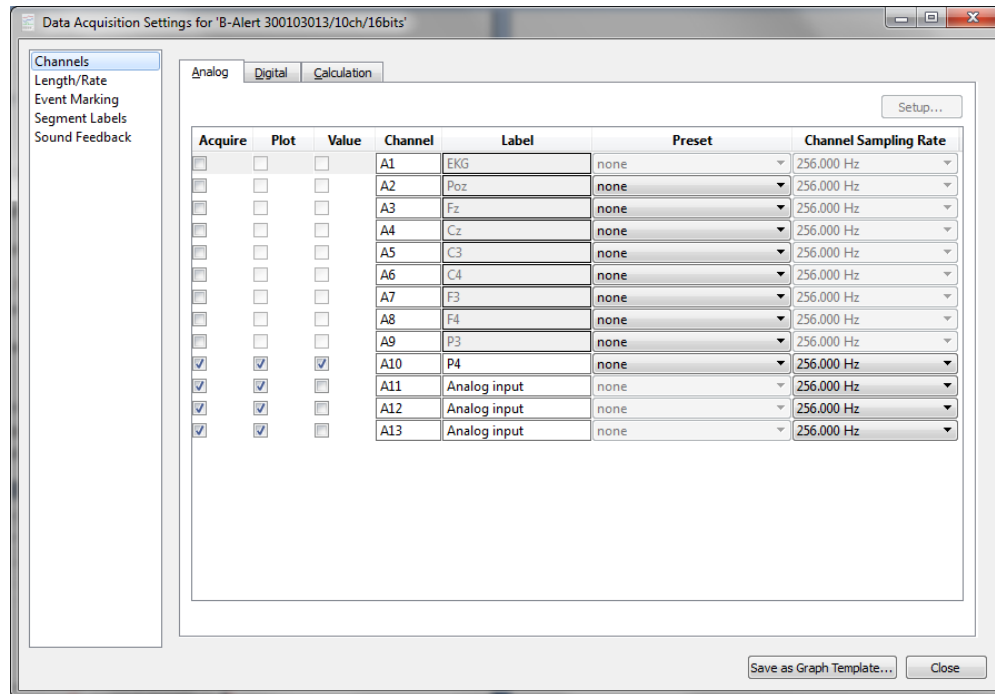 Data Acquisition Settings for 'B-Alert 300103013/10ch/16bits'
Channels
Length/Rate
Event Marking
Segment Labels
Sound Feedback
Analog Digital Calculation
Setup...
Acquire Plot Value Channel Label Preset Channel Sampling Rate
A1 EKG none 256.000 Hz
A2 Poz none 256.000 Hz
A3 Fz none 256.000 Hz
A4 Cz none 256.000 Hz
A5 C3 none 256.000 Hz
A6 C4 none 256.000 Hz
A7 F3 none 256.000 Hz
A8 F4 none 256.000 Hz
A9 P3 none 256.000 Hz
A10 P4 none 256.000 Hz
A11 Analog input none 256.000 Hz
A12 Analog input none 256.000 Hz
A13 Analog input none 256.000 Hz
Save as Graph Template... Close